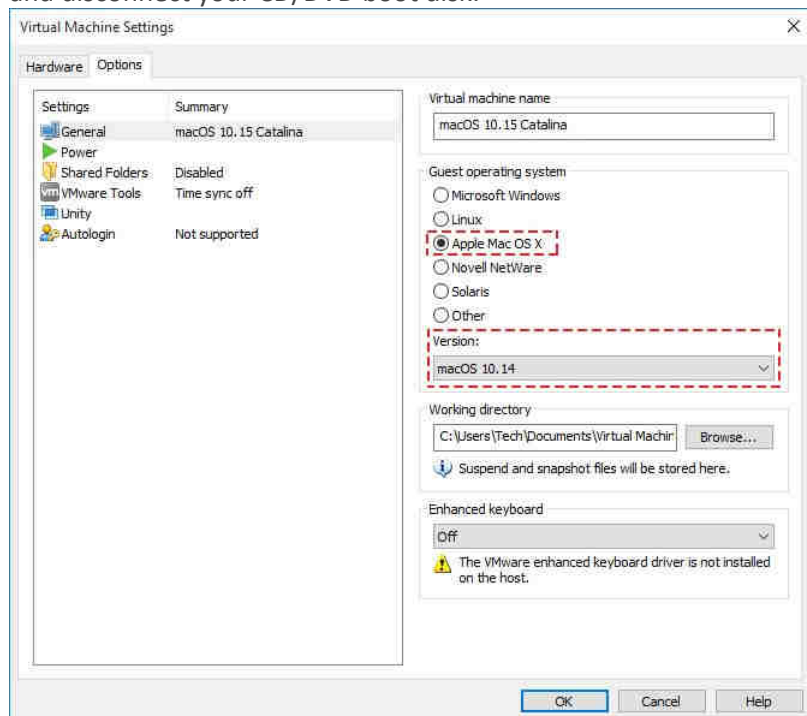 and disconnect your CD/DVD boot disk.
Virtual Machine Settings
Hardware Options
Settings Summary
General macOS 10.15 Catalina
Power
Shared Folders Disabled
VMware Tools Time sync off
Unity
Autologin Not supported
Virtual machine name
macOS 10.15 Catalina
Guest operating system
Microsoft Windows
Linux
Apple Mac OS X
Novell NetWare
Solaris
Other
Version:
macOS 10.14
Working directory
C:\Users\Tech\Documents\Virtual Machin Browse...
Suspend and snapshot files will be stored here.
Enhanced keyboard
Off
The VMware enhanced keyboard driver is not installed
on the host.
OK Cancel Help